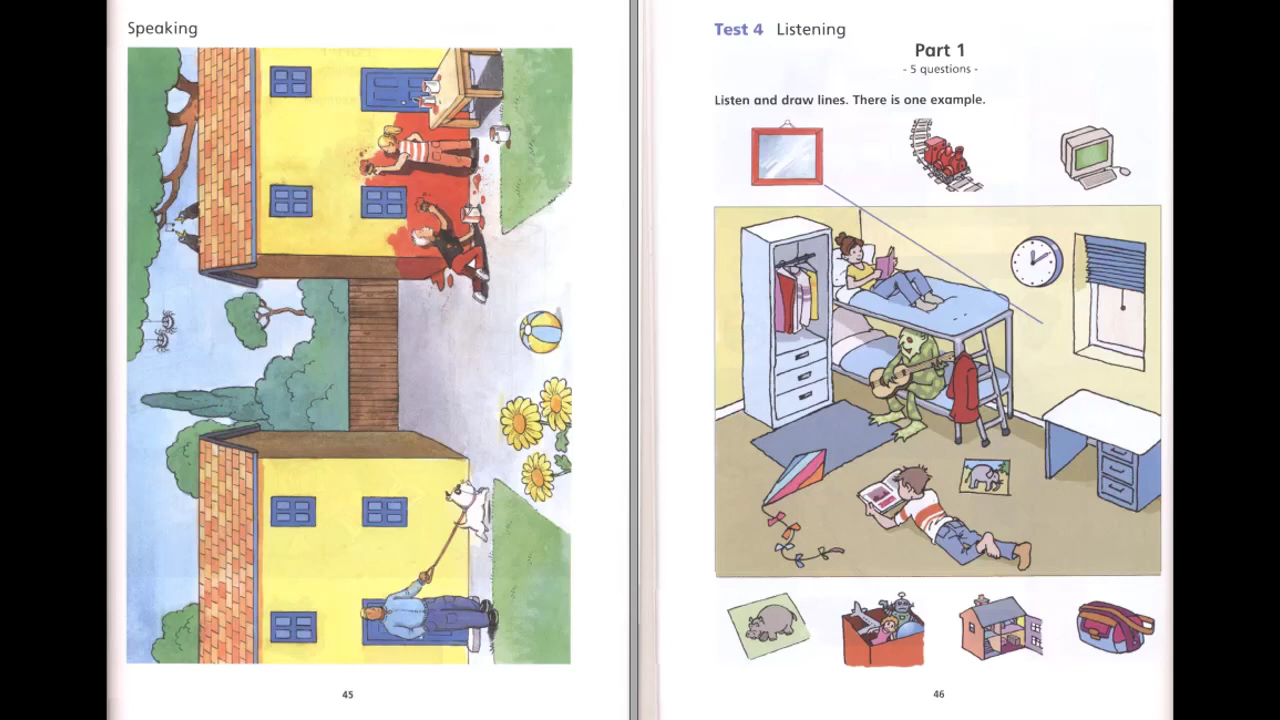 Speaking
45
Test 4 Listening
Part 1
- 5 questions -
Listen and draw lines. There is one example.
46